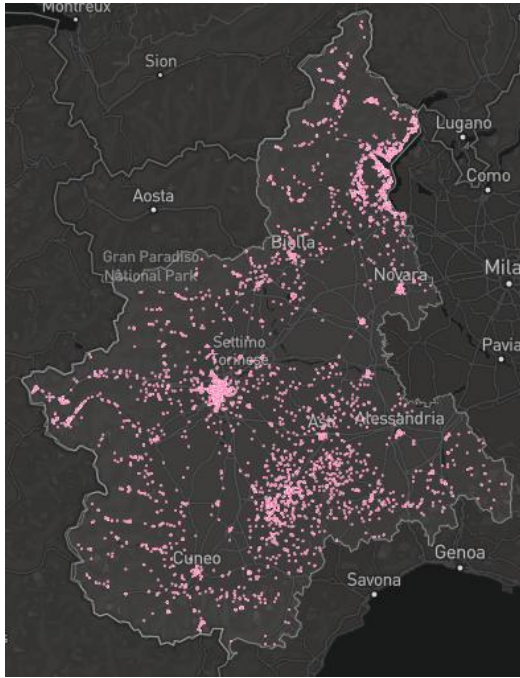 Montreux
Sion
Lugano
Como
Aosta
Biella
Gran Paradiso
National Park
Novara
Mila
Settimo
Torinese
Pavia
Asti
Alessandria
Cuneo
Genoa
Savona